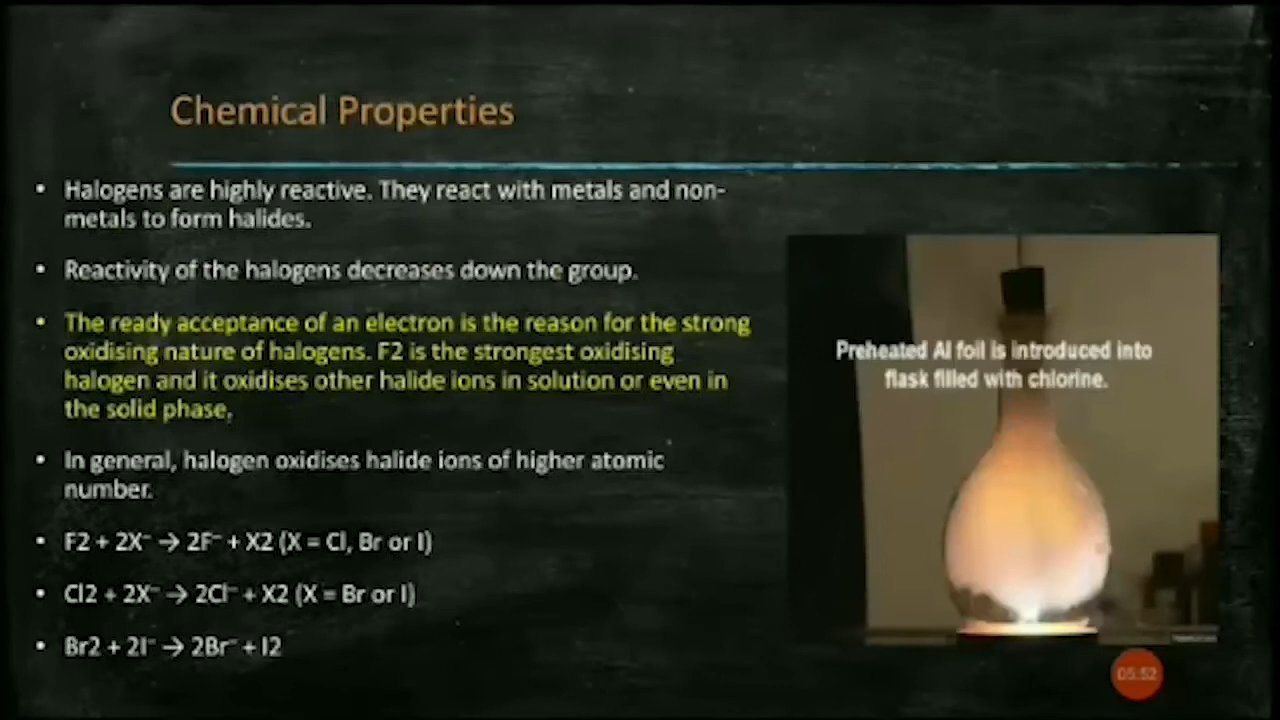 Chemical Properties
• Halogens are highly reactive. They react with metals and non-
metals to form halides.
• Reactivity of the halogens decreases down the group.
• The ready acceptance of an electron is the reason for the strong
oxidising nature of halogens. F2 is the strongest oxidising
halogen and it oxidises other halide ions in solution or even in
the solid phase.
• In general, halogen oxidises halide ions of higher atomic
number.
• F2 + 2X⁻ → 2F⁻ + X2 (X = Cl, Br or I)
• Cl2 + 2X⁻ → 2Cl⁻ + X2 (X = Br or I)
• Br2 + 2I⁻ → 2Br⁻ + I2
Preheated Al foil is introduced into
flask filled with chlorine.
05:52